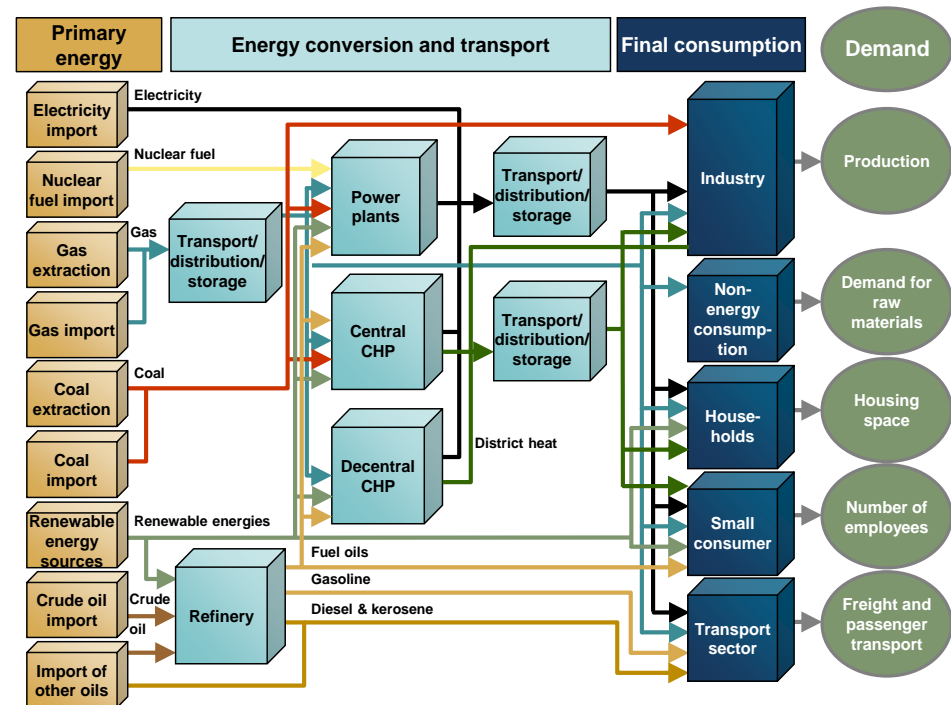 Primary
energy
Energy conversion and transport
Final consumption
Demand
Electricity
Electricity
import
Nuclear fuel
Nuclear
fuel import
Gas
Gas
extraction
Gas import
Transport/
distribution/
storage
Coal
Coal
extraction
Coal
import
Renewable energies
Renewable
energy
sources
Crude oil
import
Crude
oil
Import of
other oils
Refinery
Power
plants
Central
CHP
Decentral
CHP
Transport/
distribution/
storage
Transport/
distribution/
storage
District heat
Fuel oils
Gasoline
Diesel & kerosene
Industry
Non-
energy
consump-
tion
House-
holds
Small
consumer
Transport
sector
Production
Demand for
raw
materials
Housing
space
Number of
employees
Freight and
passenger
transport